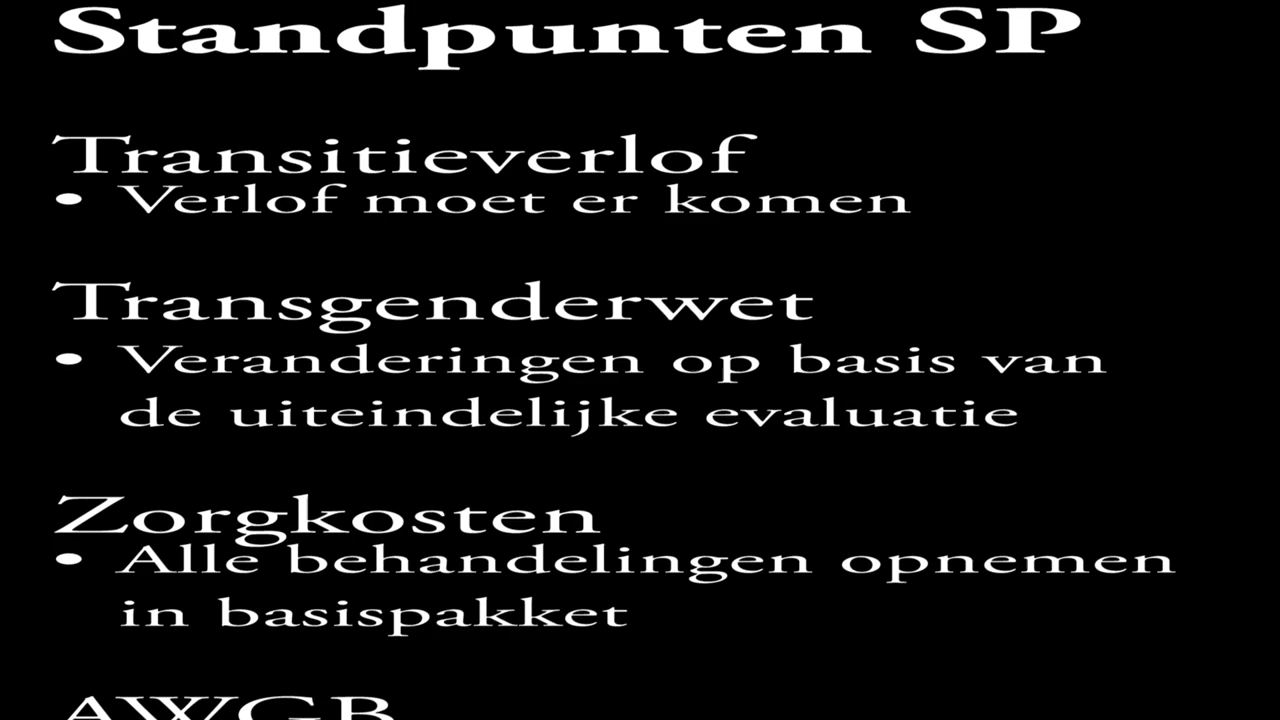 Standpunten SP
Transitieverlof
• Verlof moet er komen
Transgenderwet
• Veranderingen op basis van
de uiteindelijke evaluatie
Zorgkosten
• Alle behandelingen opnemen
in basispakket
AWGB